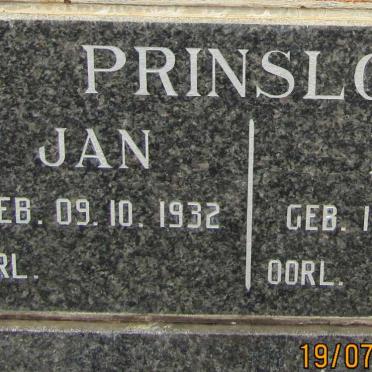 PRINSLO
JAN
EB. 09.10. 1932
RL.
GEB. 1
OORL.
19/07